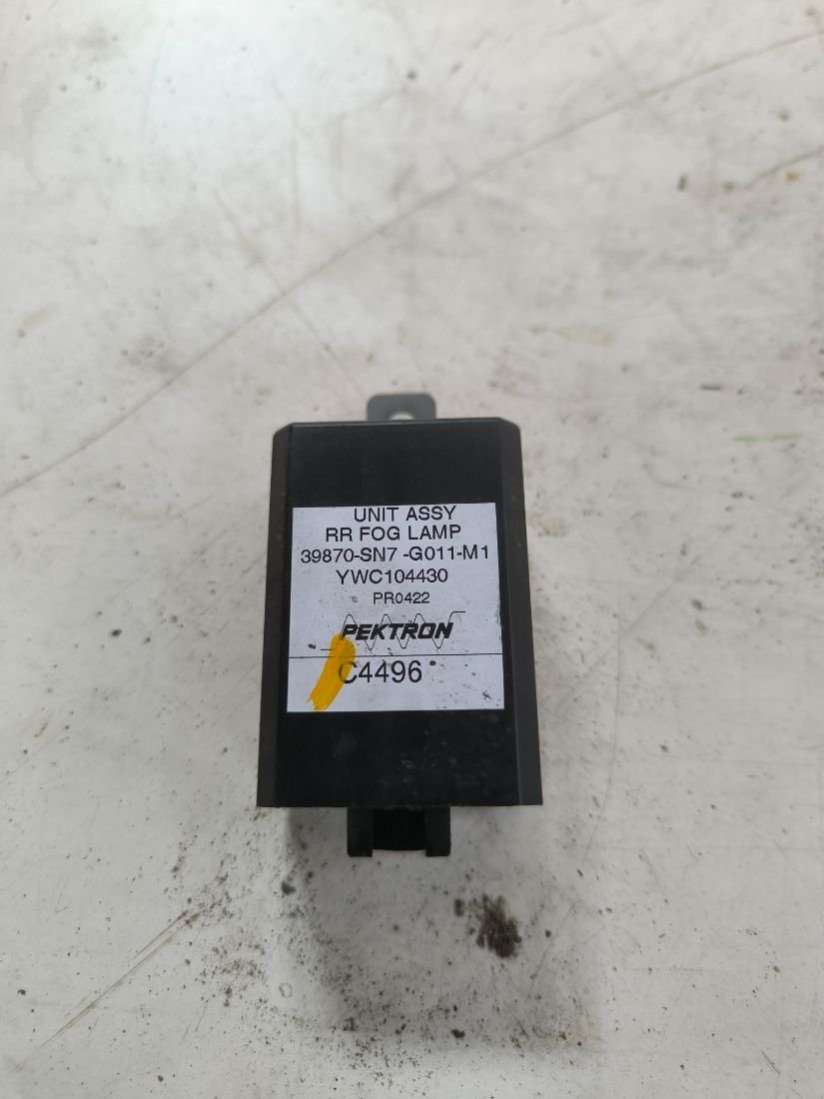 UNIT ASSY
RR FOG LAMP
39870-SN7 -G011-M1
YWC104430
PR0422
PEKTRON
C4496